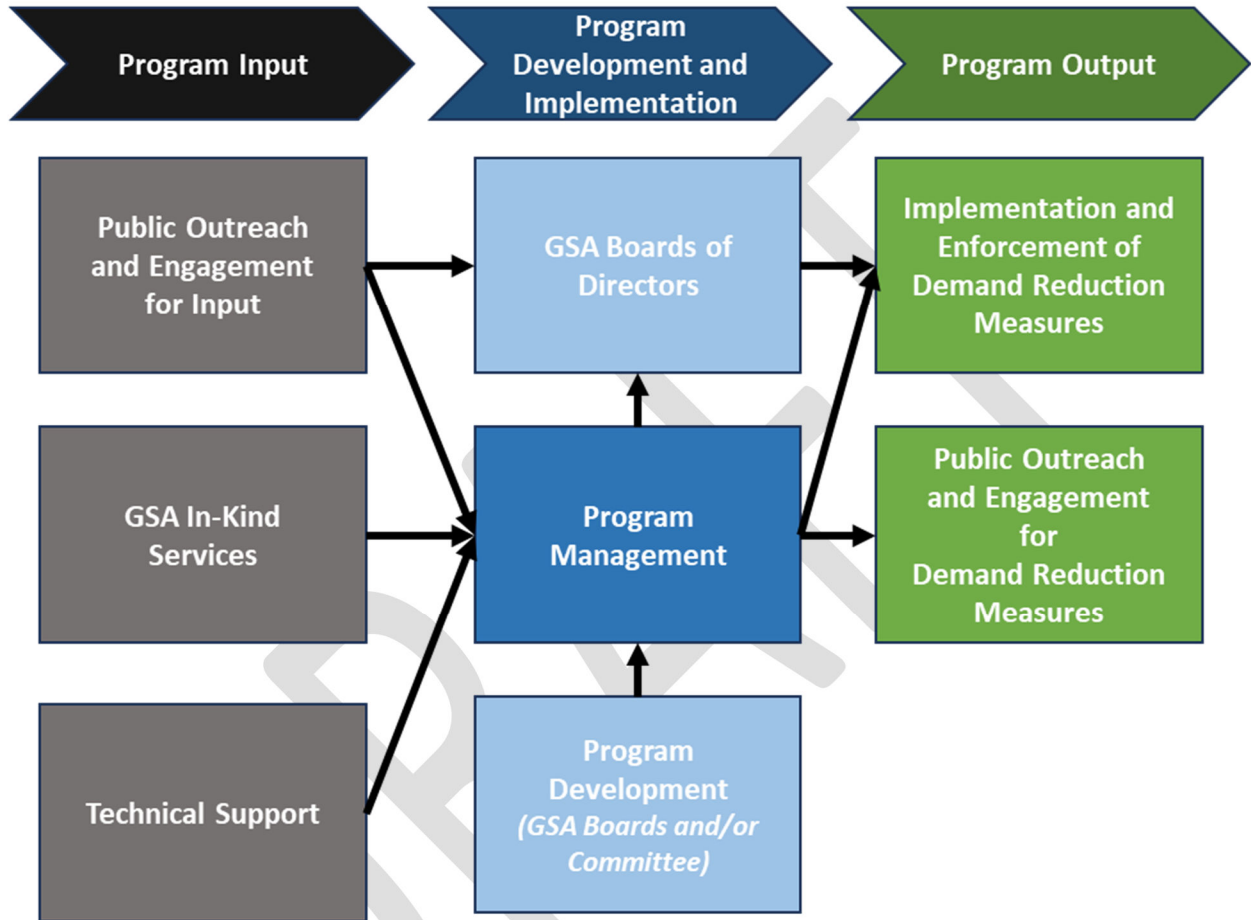 Program Input
Program
Development and
Implementation
Program Output
Public Outreach
and Engagement
for Input
GSA Boards of
Directors
Implementation and
Enforcement of
Demand Reduction
Measures
GSA In-Kind
Services
Program
Management
Public Outreach
and Engagement
for
Demand Reduction
Measures
Technical Support
Program
Development
(GSA Boards and/or
Committee)
DRAFT